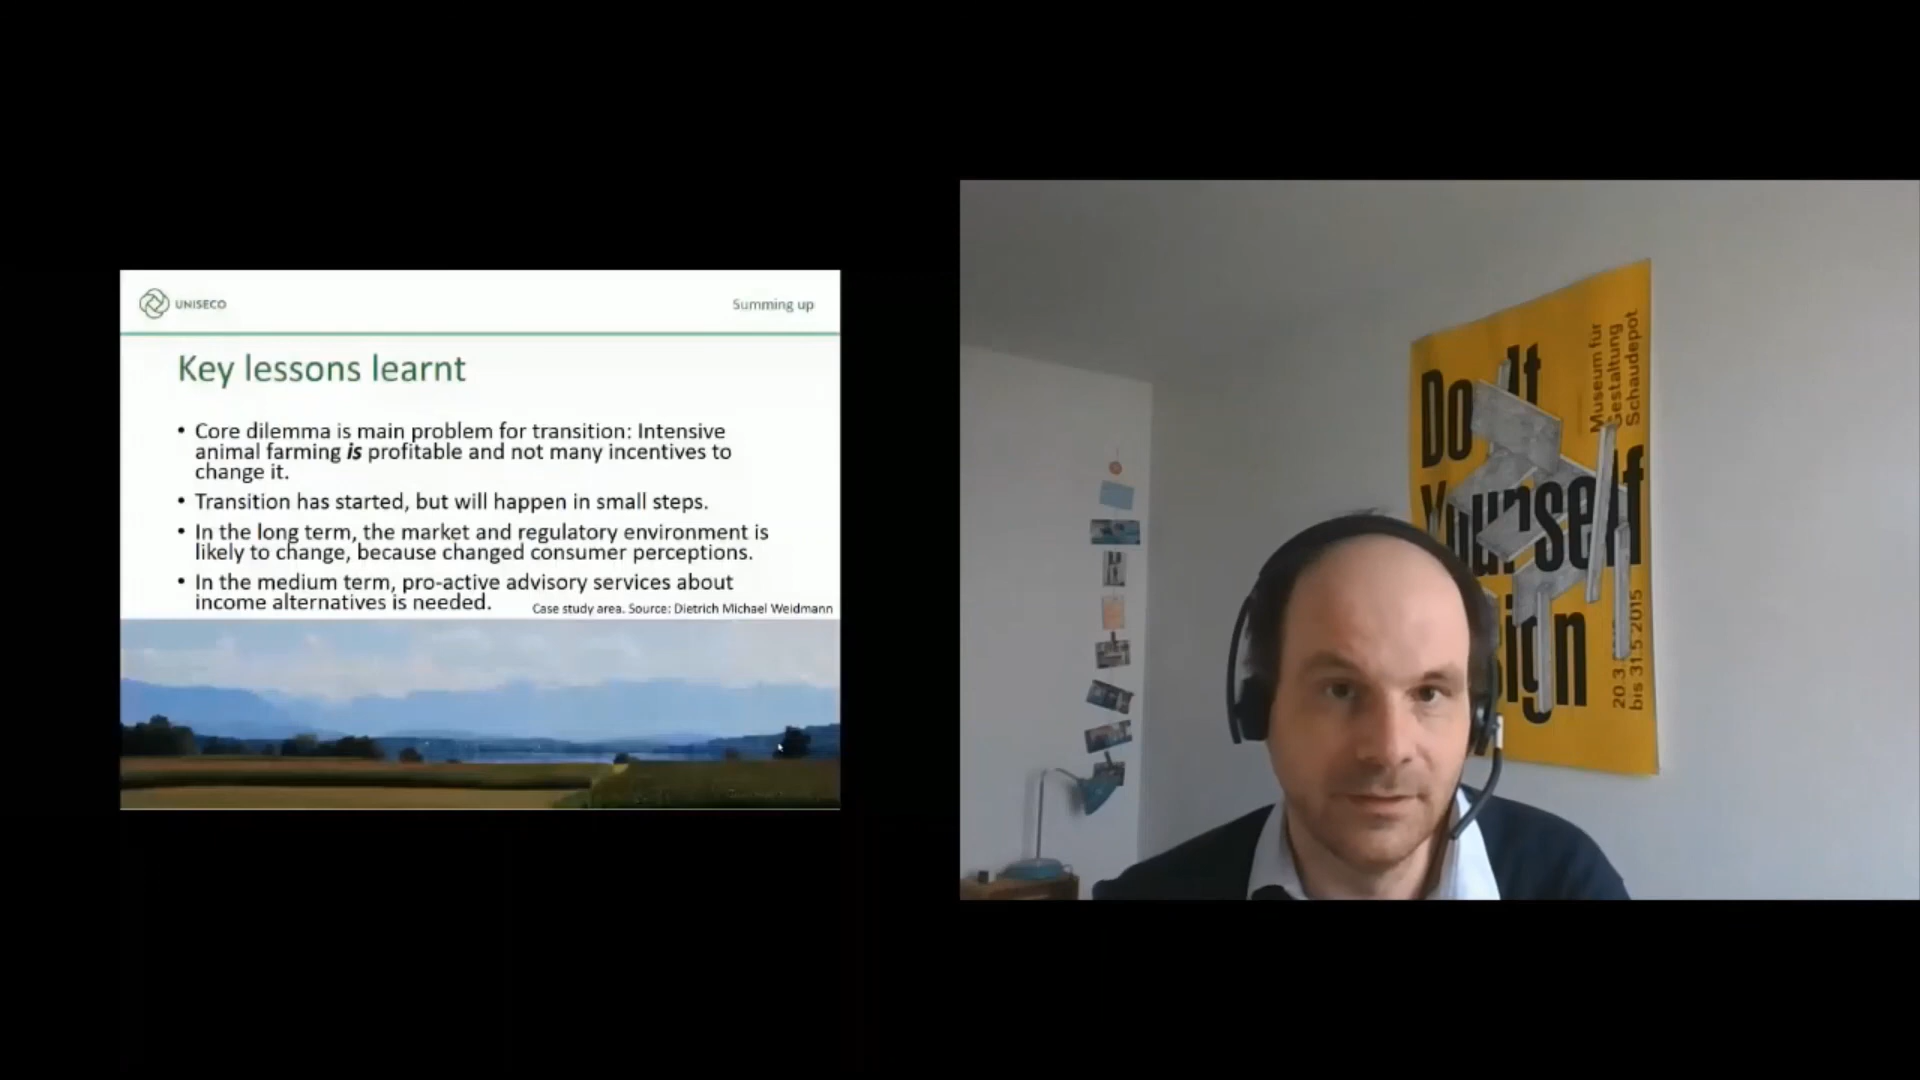 UNISECO
Summing up
Key lessons learnt
• Core dilemma is main problem for transition: Intensive
animal farming is profitable and not many incentives to
change it.
• Transition has started, but will happen in small steps.
• In the long term, the market and regulatory environment is
likely to change, because changed consumer perceptions.
• In the medium term, pro-active advisory services about
income alternatives is needed.
Case study area. Source: Dietrich Michael Weidmann
Do It
Yourself
Museum für
Gestaltung
Schaudepot
bis 31.5.2015